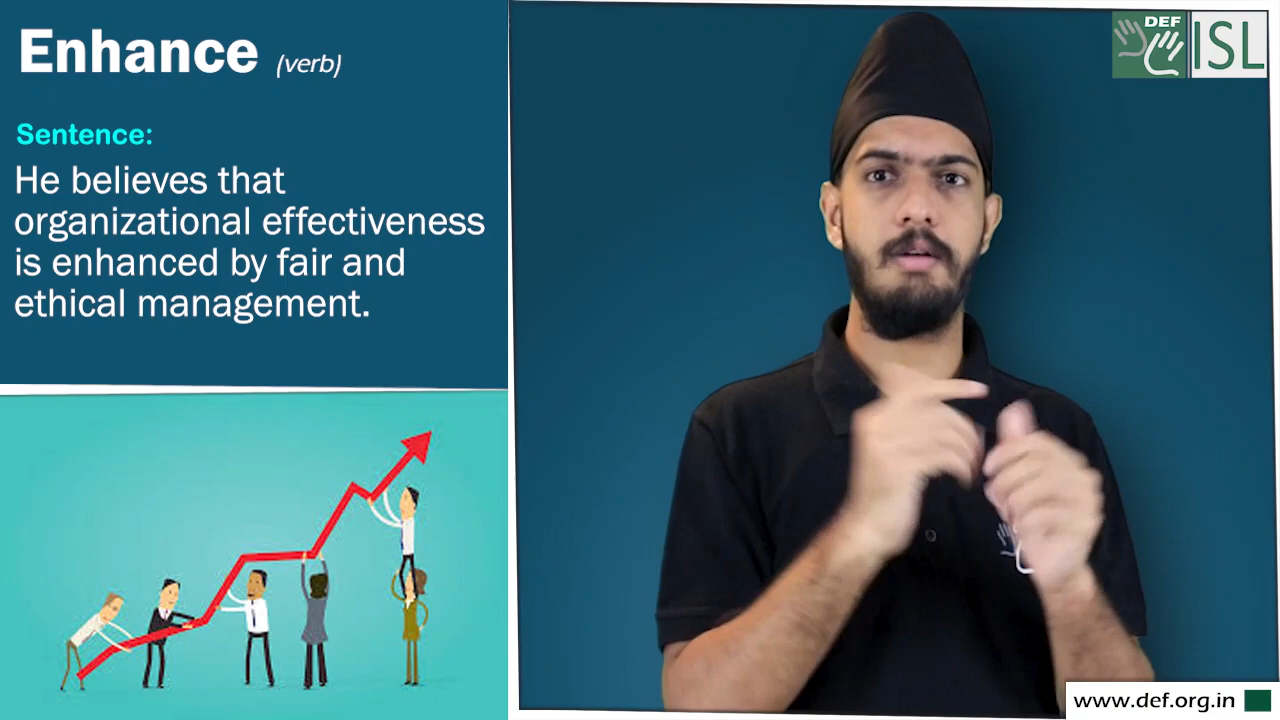 Enhance (verb)
Sentence:
He believes that
organizational effectiveness
is enhanced by fair and
ethical management.
DEF
ISL
www.def.org.in